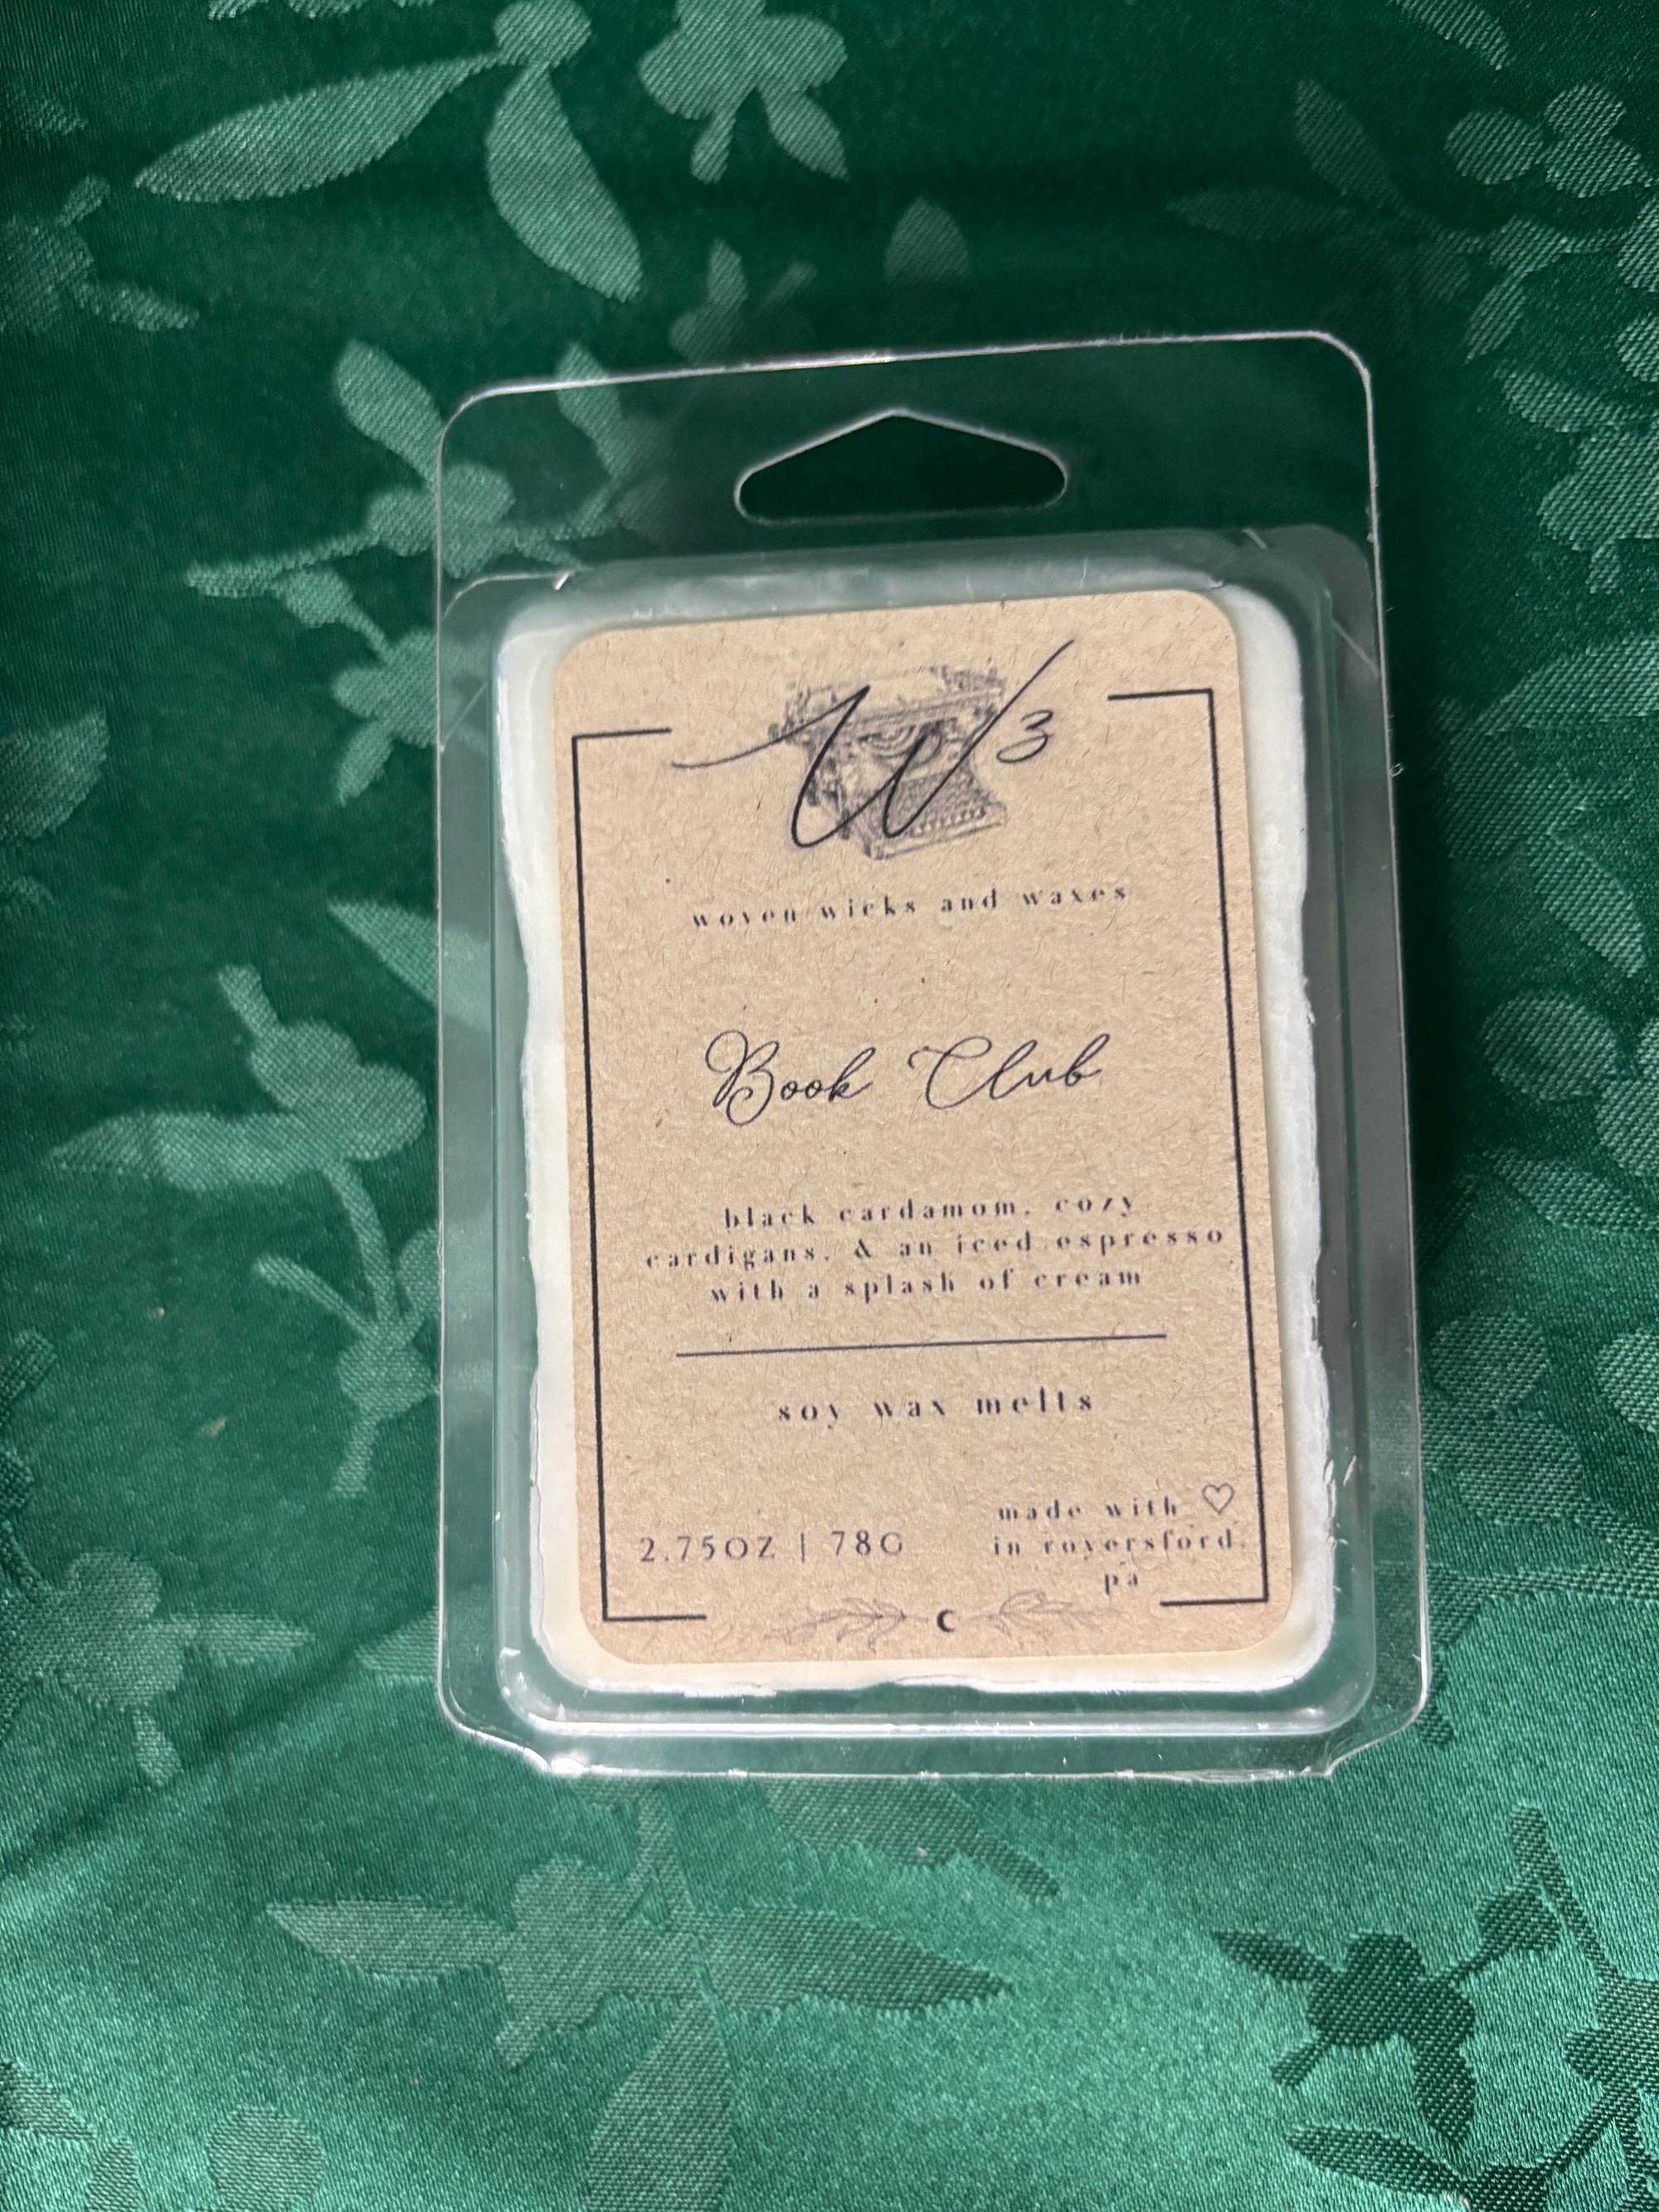 W3
woven wicks and waxes
Book Club
black cardamom, cozy
cardigans, & an iced espresso
with a splash of cream
soy wax melts
2.75OZ | 78G
made with ♡
in royersford,
pa